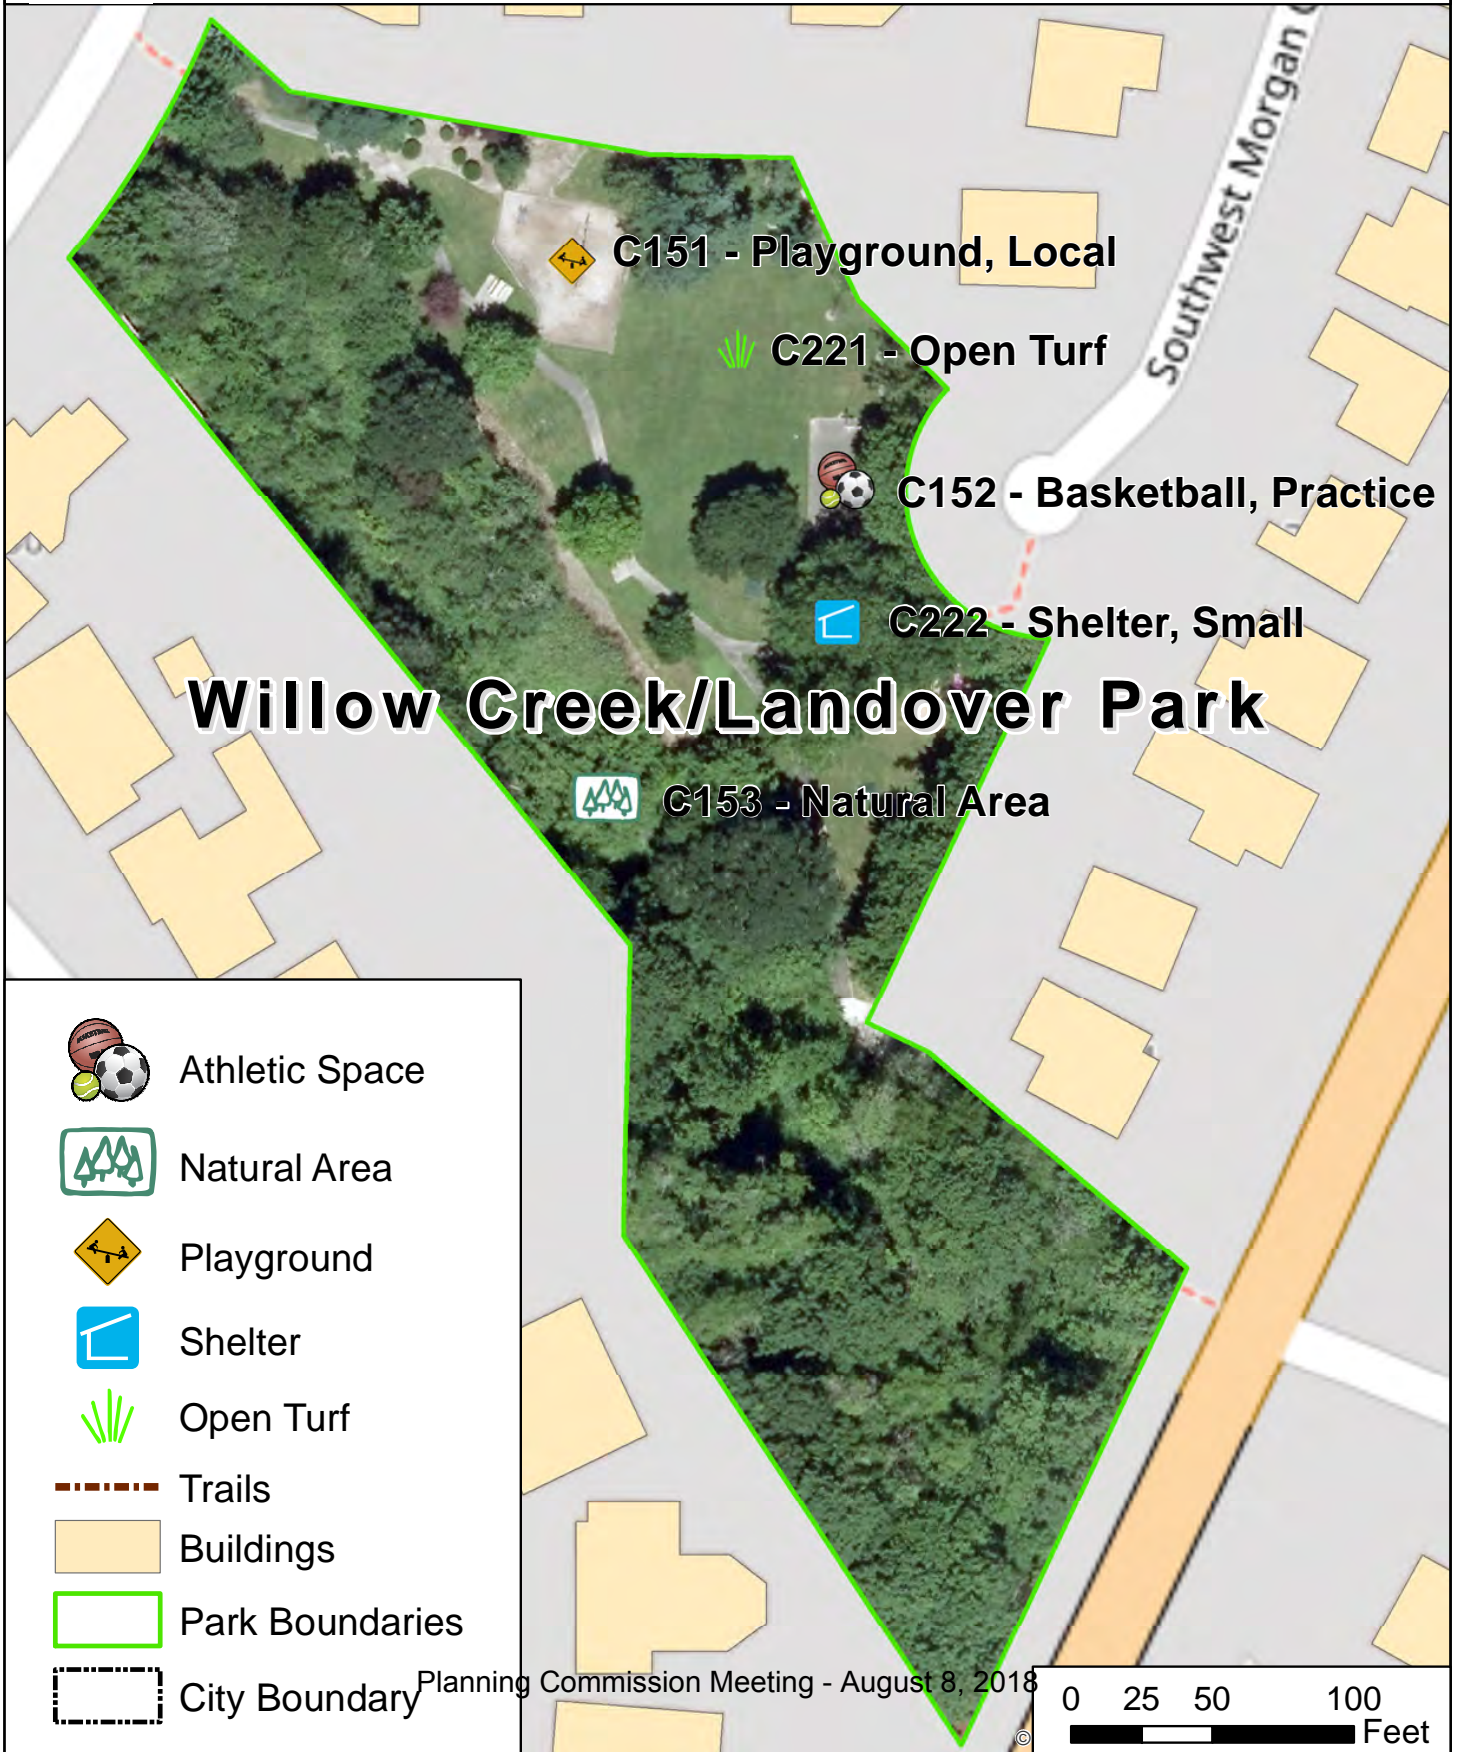 Southwest Morgan
C151 - Playground, Local
C221 - Open Turf
C152 - Basketball, Practice
C222 - Shelter, Small
Willow Creek/Landover Park
C153 - Natural Area
Athletic Space
Natural Area
Playground
Shelter
Open Turf
Trails
Buildings
Park Boundaries
City Boundary
Planning Commission Meeting - August 8, 2018
0 25 50 100
Feet
©